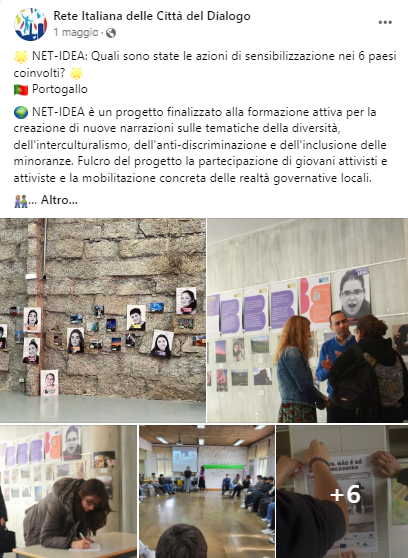 Rete Italiana delle Città del Dialogo
1 maggio ·
🌟 NET-IDEA: Quali sono state le azioni di sensibilizzazione nei 6 paesi
coinvolti? 🌟
🇵🇹 Portogallo
🌍 NET-IDEA è un progetto finalizzato alla formazione attiva per la
creazione di nuove narrazioni sulle tematiche della diversità,
dell'interculturalismo, dell'anti-discriminazione e dell'inclusione delle
minoranze. Fulcro del progetto la partecipazione di giovani attivisti e
attiviste e la mobilitazione concreta delle realtà governative locali.
👫... Altro...
+6